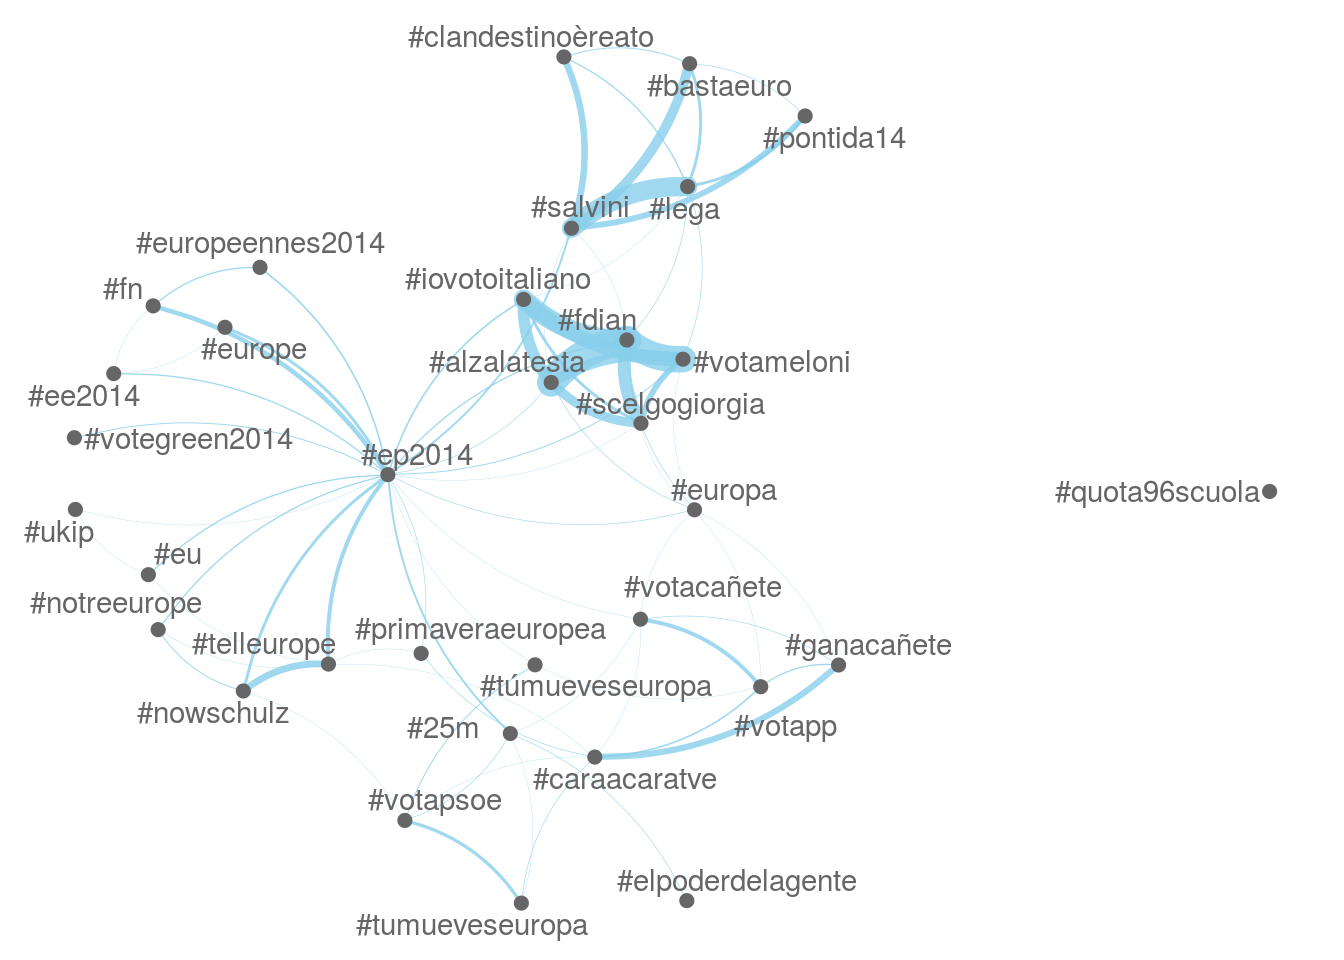 #clandestinoèreato
#bastaeuro
#pontida14
#salvini
#lega
#europeennes2014
#iovotoitaliano
#fn
#fdian
#europe
#alzalatesta
#votameloni
#ee2014
#scelgogiorgia
#votegreen2014
#ep2014
#europa
#quota96scuola
#ukip
#eu
#votacañete
#notreeurope
#telleurope
#primaveraeuropea
#ganacañete
#túmueveseuropa
#nowschulz
#25m
#votapp
#caraacaratve
#votapsoe
#elpoderdelagente
#tumueveseuropa